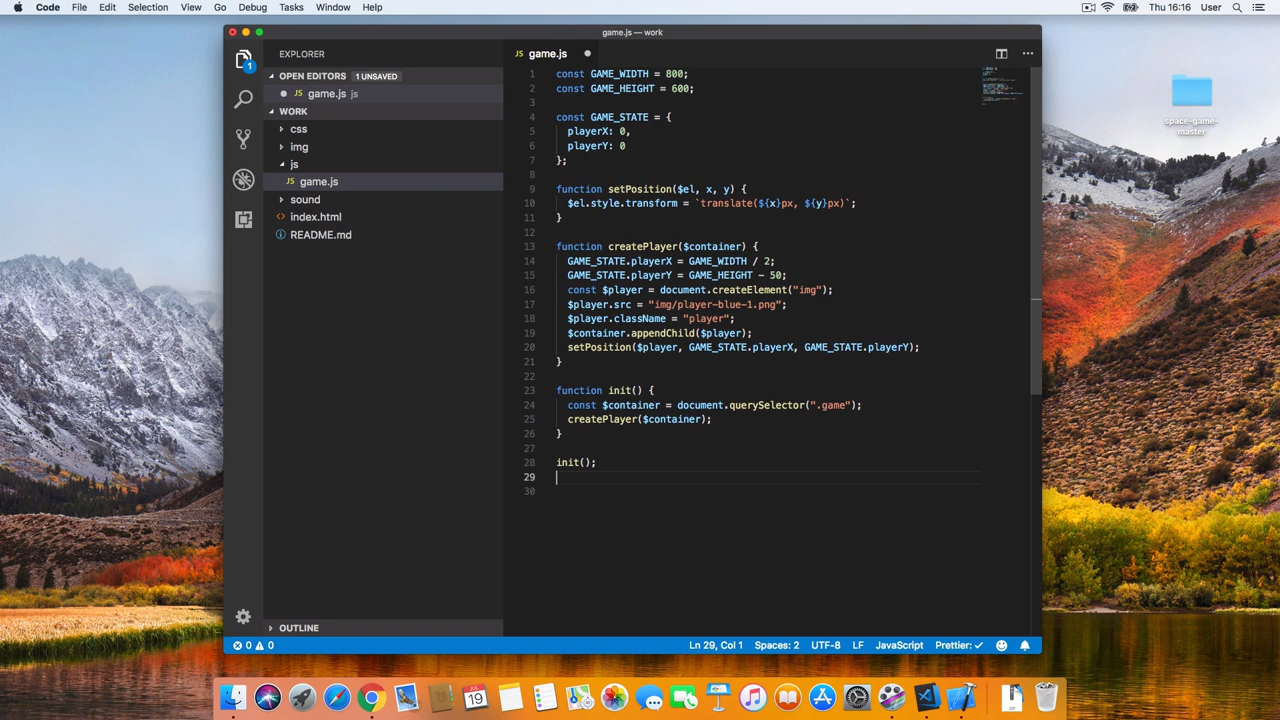 Code File Edit Selection View Go Debug Tasks Window Help Thu 16:16 User
game.js — work
EXPLORER
OPEN EDITORS 1 UNSAVED
JS game.js js
WORK
css
img
js
JS game.js
sound
<> index.html
README.md
OUTLINE
1
JS game.js
1 const GAME_WIDTH = 800;
2 const GAME_HEIGHT = 600;
3
4 const GAME_STATE = {
5 playerX: 0,
6 playerY: 0
7 };
8
9 function setPosition($el, x, y) {
10 $el.style.transform = `translate(${x}px, ${y}px)`;
11 }
12
13 function createPlayer($container) {
14 GAME_STATE.playerX = GAME_WIDTH / 2;
15 GAME_STATE.playerY = GAME_HEIGHT - 50;
16 const $player = document.createElement("img");
17 $player.src = "img/player-blue-1.png";
18 $player.className = "player";
19 $container.appendChild($player);
20 setPosition($player, GAME_STATE.playerX, GAME_STATE.playerY);
21 }
22
23 function init() {
24 const $container = document.querySelector(".game");
25 createPlayer($container);
26 }
27
28 init();
29
30
0 0 Ln 29, Col 1 Spaces: 2 UTF-8 LF JavaScript Prettier: ✓
space-game-
master
19
ZIP